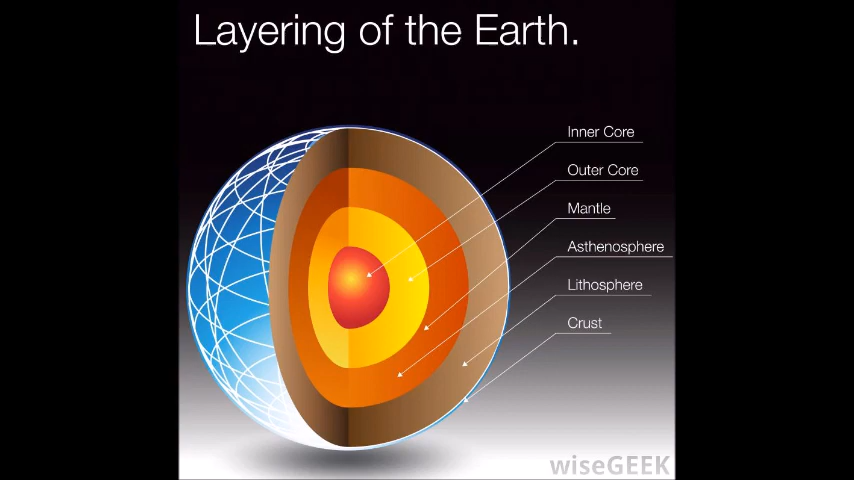 Layering of the Earth.
Inner Core
Outer Core
Mantle
Asthenosphere
Lithosphere
Crust
wiseGEEK